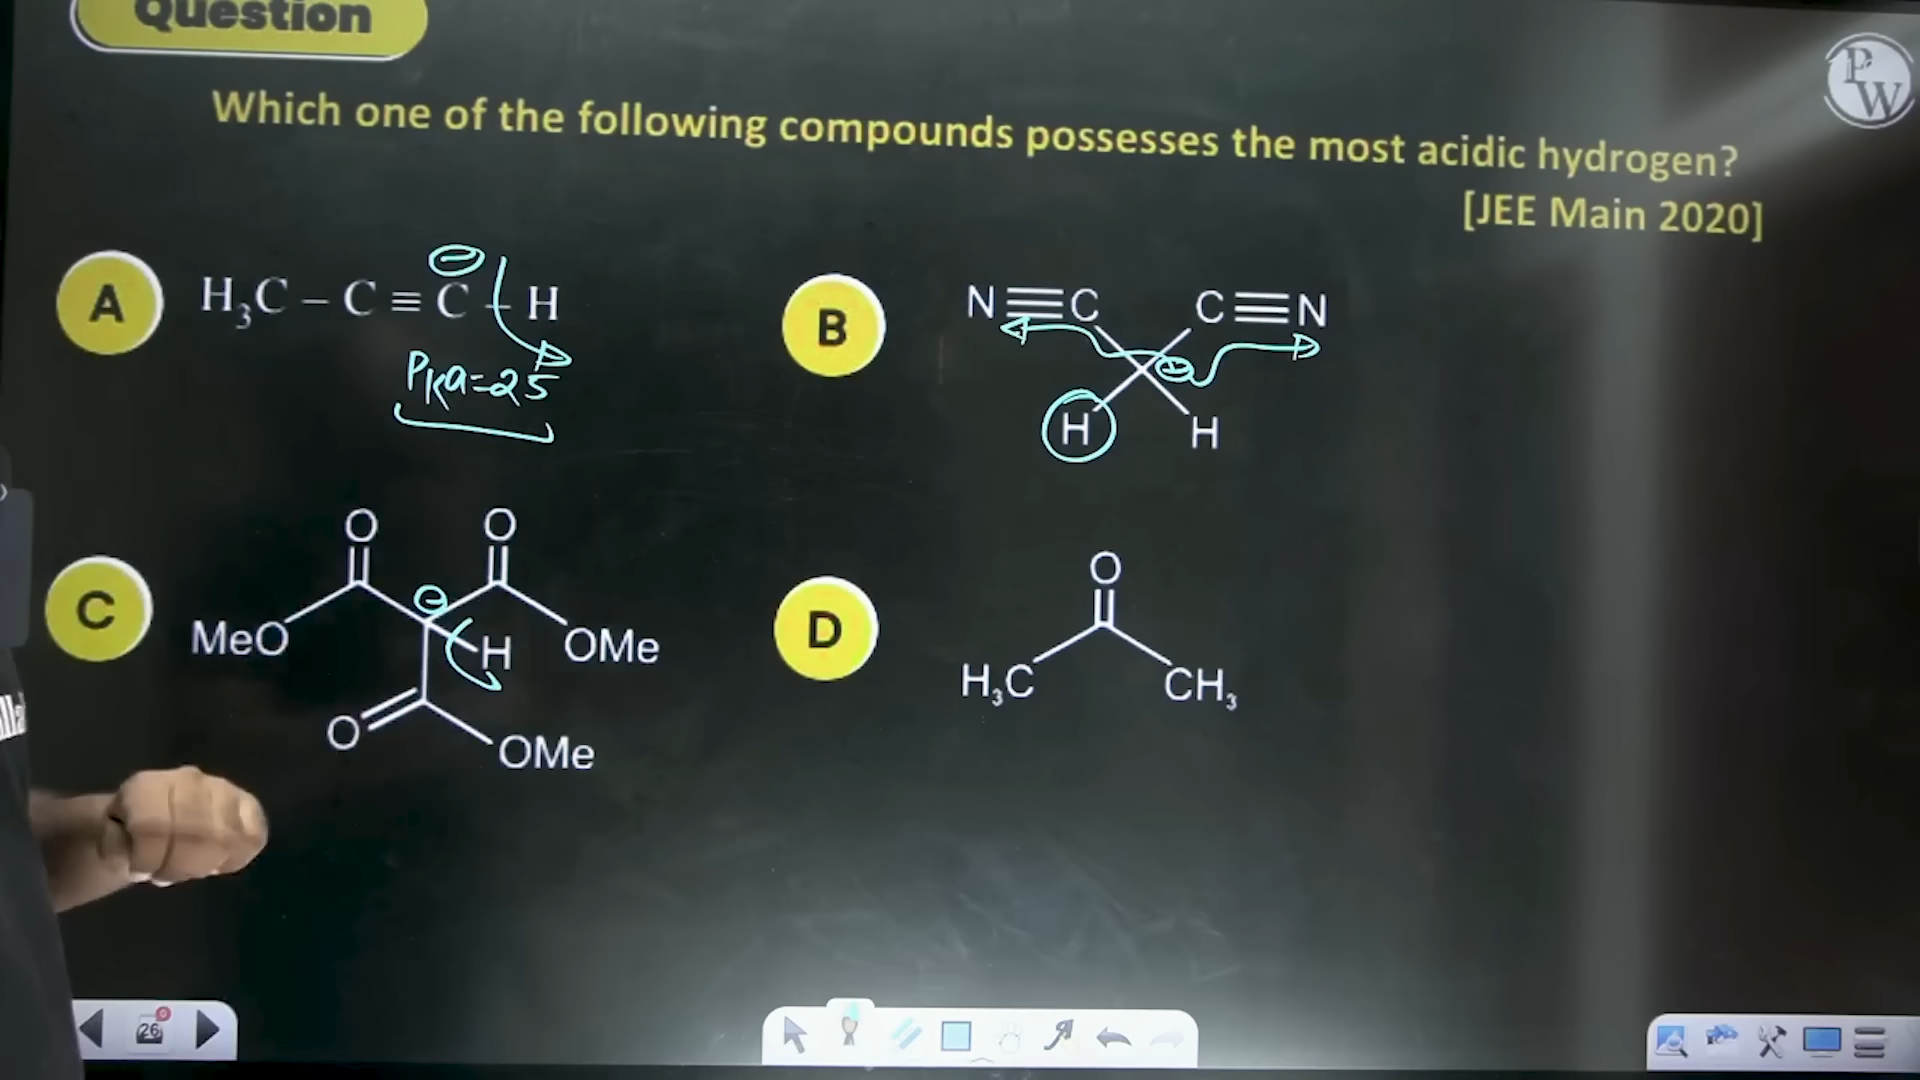 Question
PW
Which one of the following compounds possesses the most acidic hydrogen?
[JEE Main 2020]
A
H₃C – C ≡ C – H
⊖
Pka=25
B
N≡C C≡N
⊖
H H
C
O O
⊖
MeO H OMe
O OMe
D
O
H₃C CH₃
26